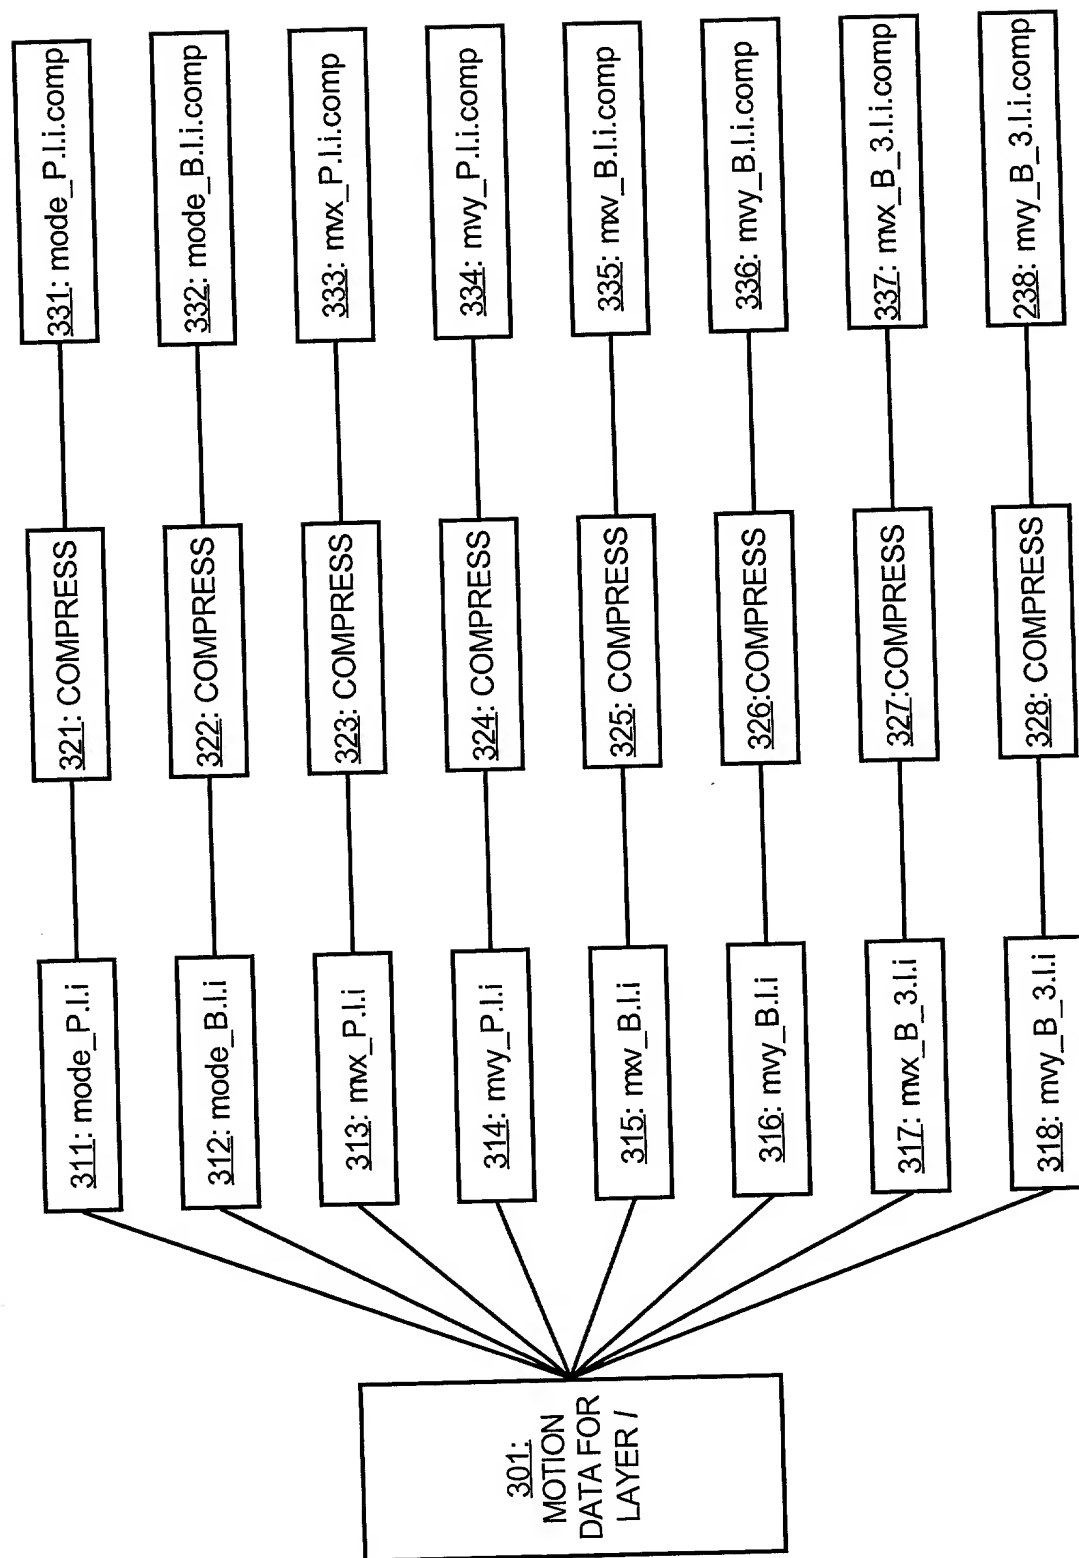 301:
MOTION
DATA FOR
LAYER l
311: mode_P.l.i
321: COMPRESS
331: mode_P.l.i.comp
312: mode_B.l.i
322: COMPRESS
332: mode_B.l.i.comp
313: mvx_P.l.i
323: COMPRESS
333: mvx_P.l.i.comp
314: mvy_P.l.i
324: COMPRESS
334: mvy_P.l.i.comp
315: mxv_B.l.i
325: COMPRESS
335: mxv_B.l.i.comp
316: mvy_B.l.i
326:COMPRESS
336: mvy_B.l.i.comp
317: mvx_B_3.l.i
327:COMPRESS
337: mvx_B_3.l.i.comp
318: mvy_B_3.l.i
328: COMPRESS
238: mvy_B_3.l.i.comp